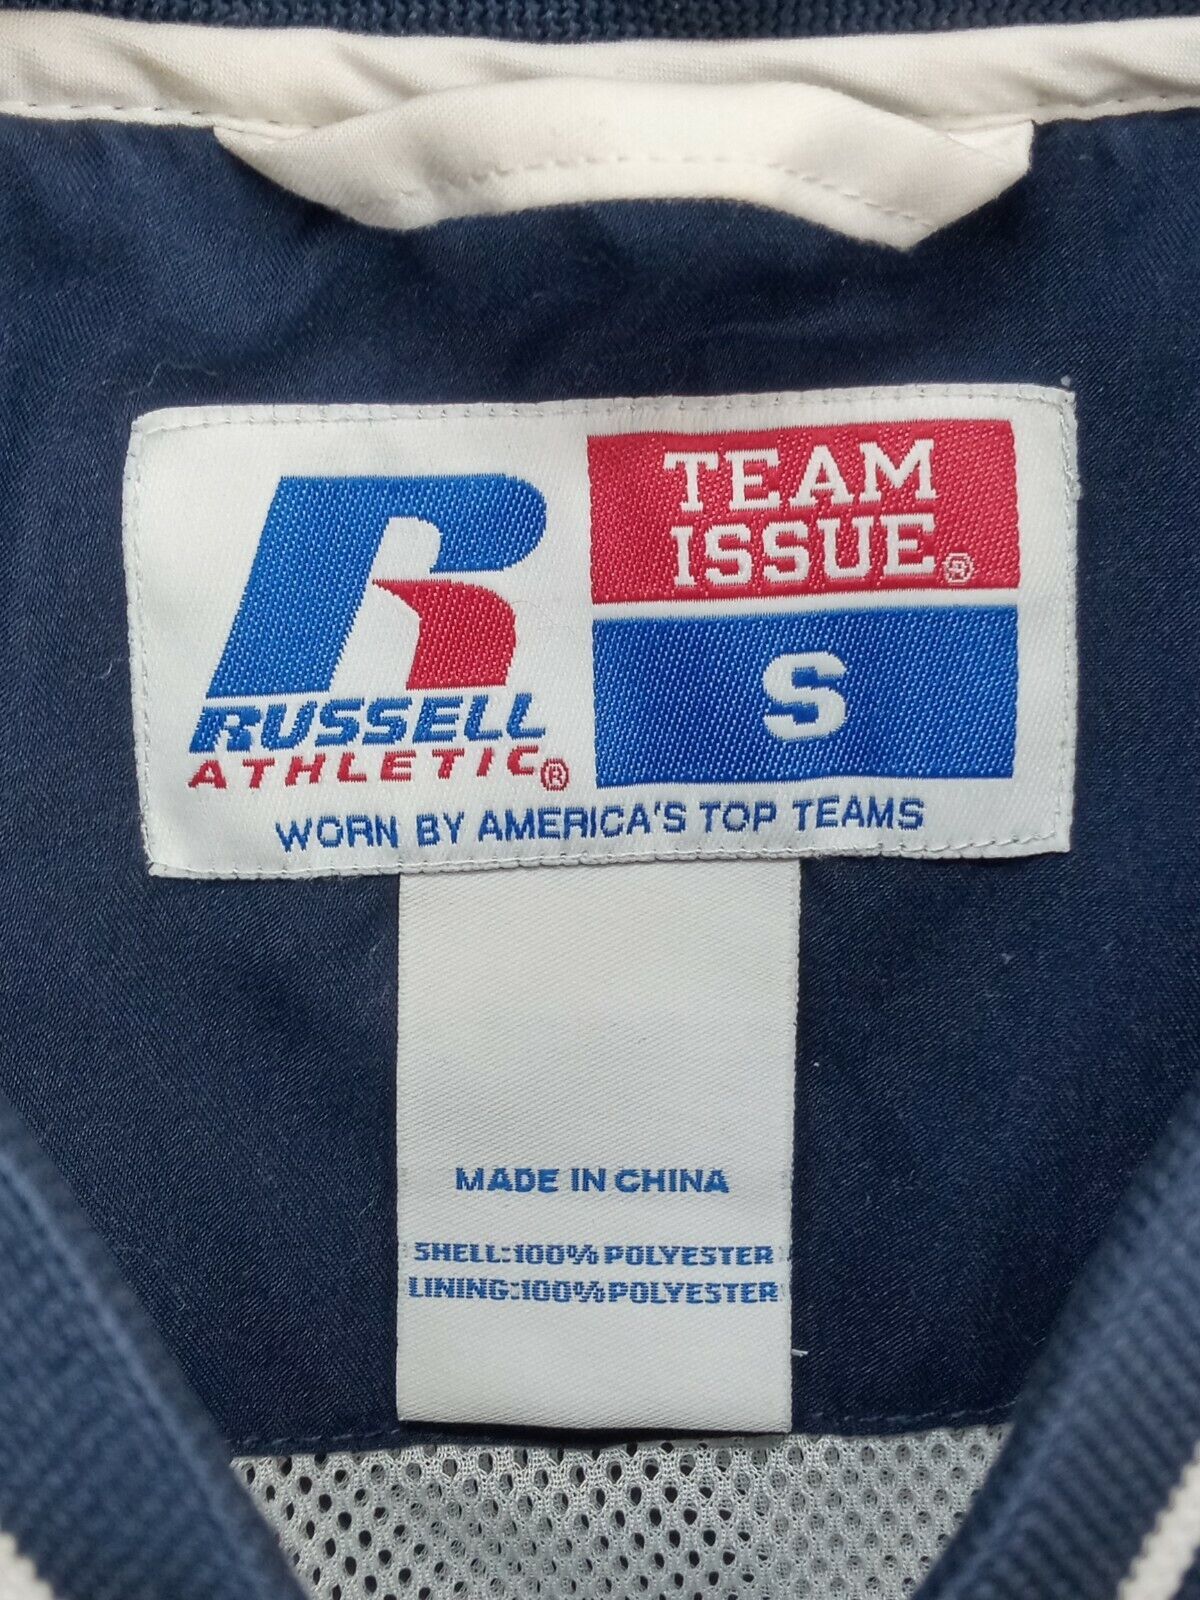 TEAM
ISSUE®
S
RUSSELL
ATHLETIC®
WORN BY AMERICA'S TOP TEAMS
MADE IN CHINA
SHELL:100% POLYESTER
LINING:100% POLYESTER